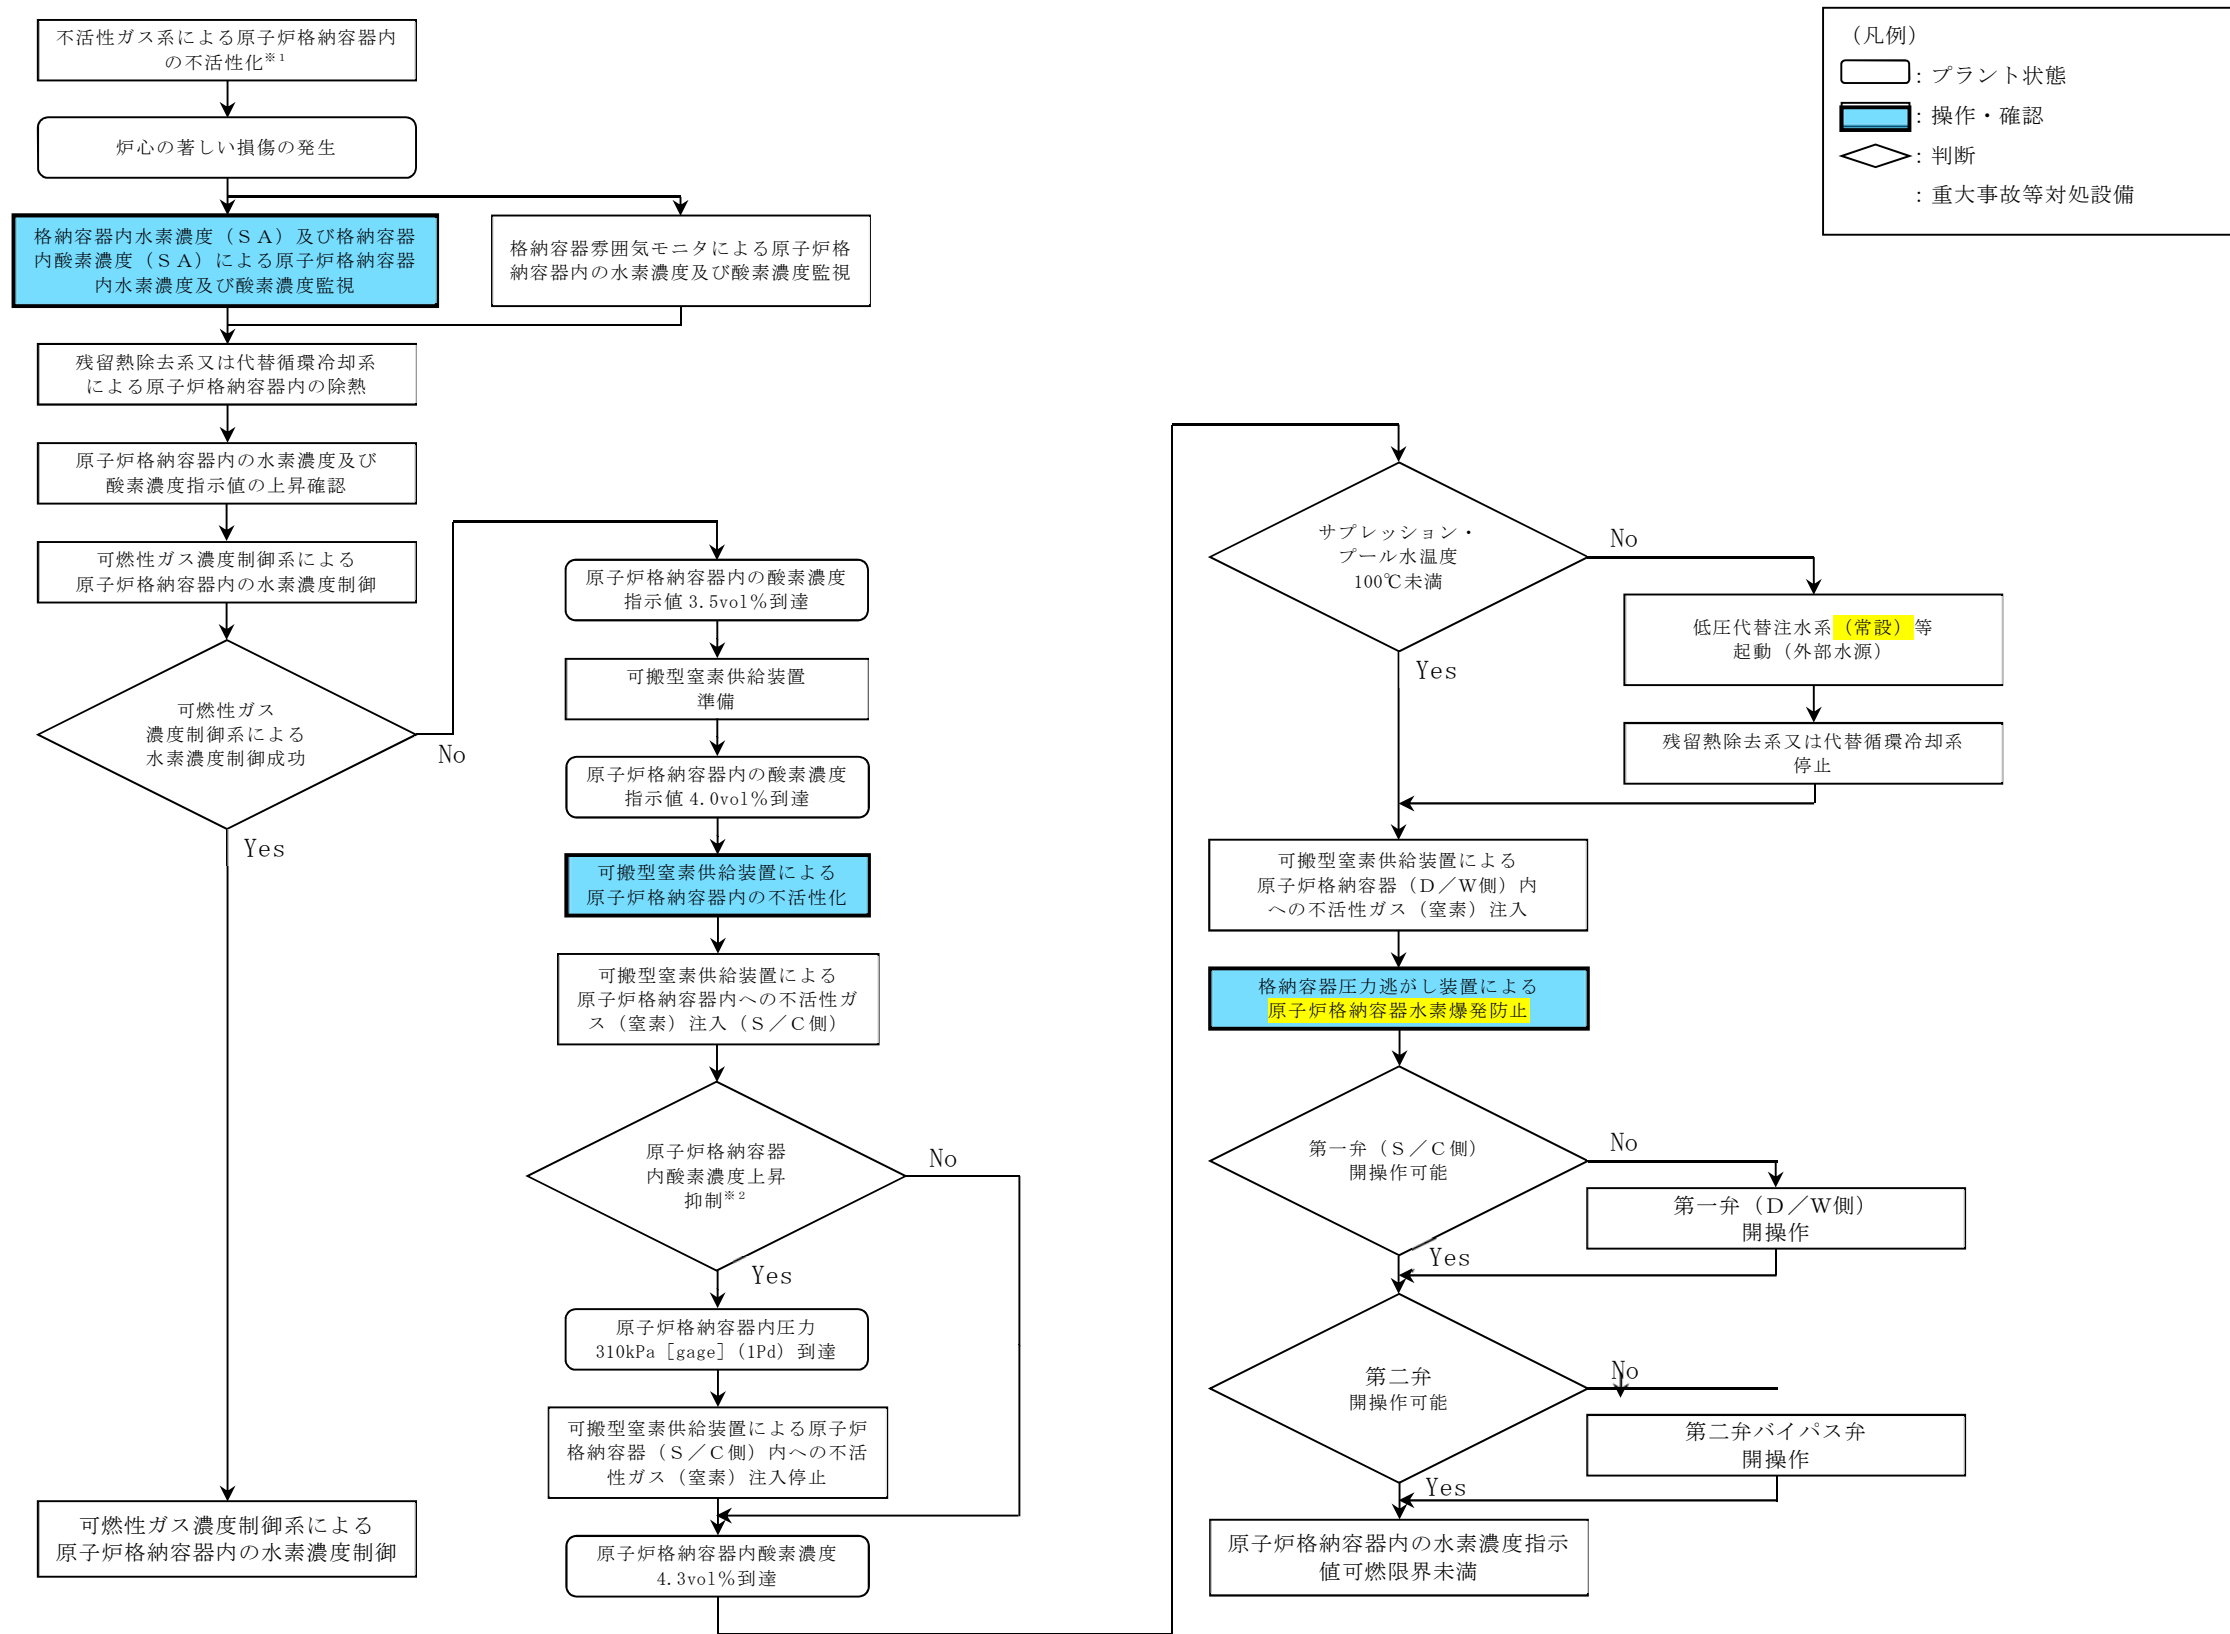 不活性ガス系による原子炉格納容器内
の不活性化※1
炉心の著しい損傷の発生
格納容器内水素濃度（ＳＡ）及び格納容器
内酸素濃度（ＳＡ）による原子炉格納容器
内水素濃度及び酸素濃度監視
格納容器雰囲気モニタによる原子炉格
納容器内の水素濃度及び酸素濃度監視
残留熱除去系又は代替循環冷却系
による原子炉格納容器内の除熱
原子炉格納容器内の水素濃度及び
酸素濃度指示値の上昇確認
可燃性ガス濃度制御系による
原子炉格納容器内の水素濃度制御
可燃性ガス
濃度制御系による
水素濃度制御成功
No
Yes
可燃性ガス濃度制御系による
原子炉格納容器内の水素濃度制御
原子炉格納容器内の酸素濃度
指示値 3.5vol％到達
可搬型窒素供給装置
準備
原子炉格納容器内の酸素濃度
指示値 4.0vol％到達
可搬型窒素供給装置による
原子炉格納容器内の不活性化
可搬型窒素供給装置による
原子炉格納容器内への不活性ガ
ス（窒素）注入（Ｓ／Ｃ側）
原子炉格納容器
内酸素濃度上昇
抑制※2
No
Yes
原子炉格納容器内圧力
310kPa［gage］（1Pd）到達
可搬型窒素供給装置による原子炉
格納容器（Ｓ／Ｃ側）内への不活
性ガス（窒素）注入停止
原子炉格納容器内酸素濃度
4.3vol％到達
サプレッション・
プール水温度
100℃未満
No
Yes
低圧代替注水系（常設）等
起動（外部水源）
残留熱除去系又は代替循環冷却系
停止
可搬型窒素供給装置による
原子炉格納容器（Ｄ／Ｗ側）内
への不活性ガス（窒素）注入
格納容器圧力逃がし装置による
原子炉格納容器水素爆発防止
第一弁（Ｓ／Ｃ側）
開操作可能
No
Yes
第一弁（Ｄ／Ｗ側）
開操作
第二弁
開操作可能
No
Yes
第二弁バイパス弁
開操作
原子炉格納容器内の水素濃度指示
値可燃限界未満
（凡例）
：プラント状態
：操作・確認
：判断
：重大事故等対処設備